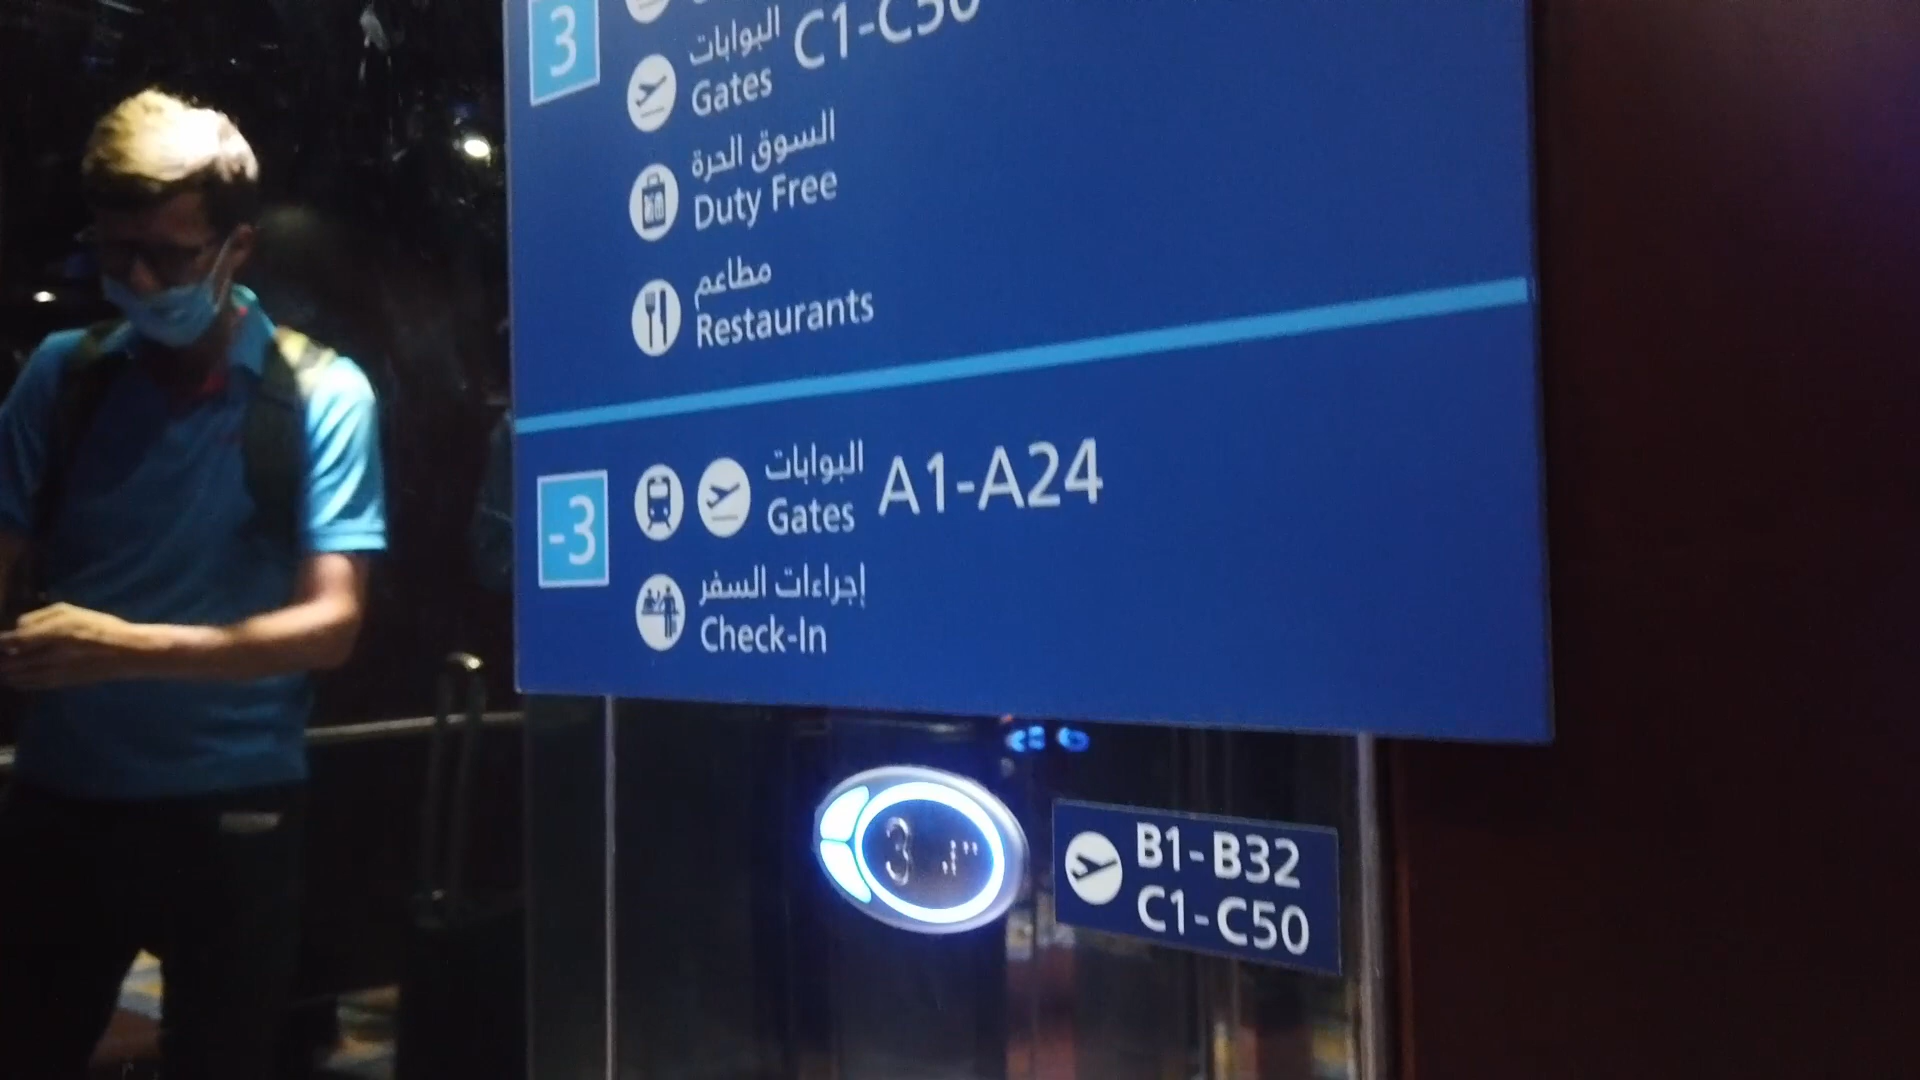 3
البوابات
Gates
C1-C50
السوق الحرة
Duty Free
مطاعم
Restaurants
-3
البوابات
Gates
A1-A24
إجراءات السفر
Check-In
3
B1-B32
C1-C50